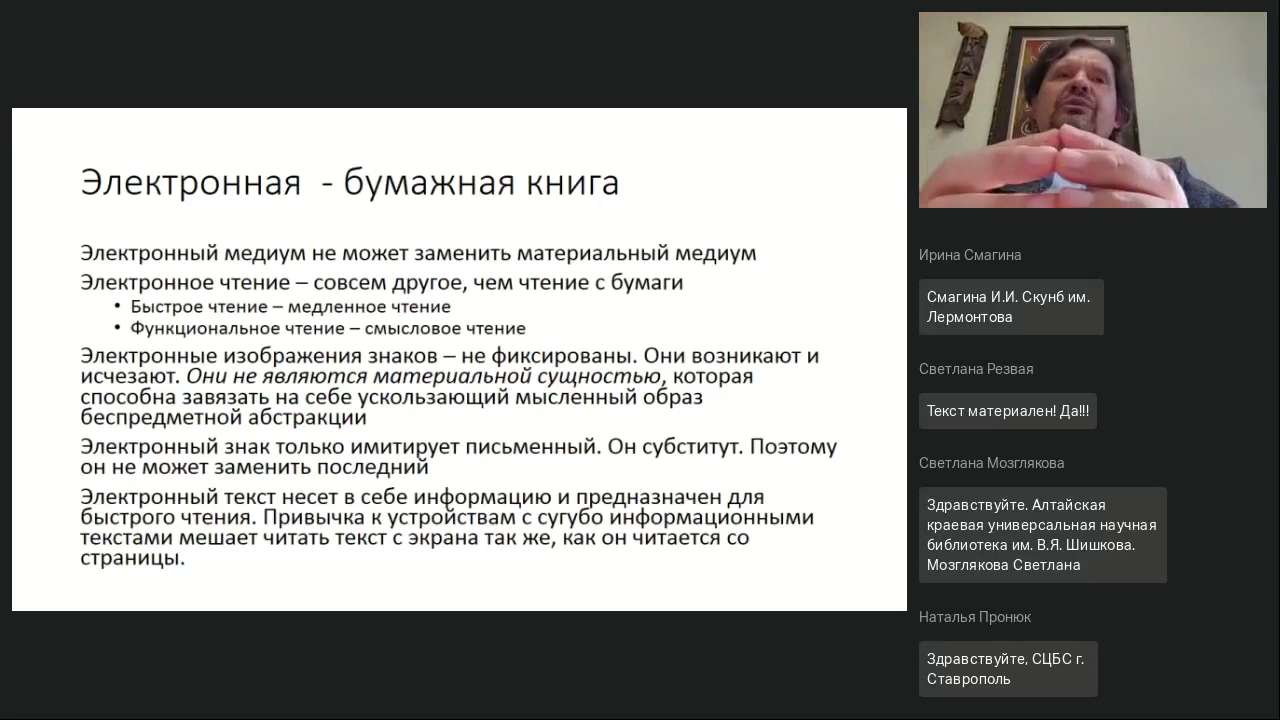 Электронная - бумажная книга
Электронный медиум не может заменить материальный медиум
Электронное чтение – совсем другое, чем чтение с бумаги
• Быстрое чтение – медленное чтение
• Функциональное чтение – смысловое чтение
Электронные изображения знаков – не фиксированы. Они возникают и
исчезают. Они не являются материальной сущностью, которая
способна завязать на себе ускользающий мысленный образ
беспредметной абстракции
Электронный знак только имитирует письменный. Он субститут. Поэтому
он не может заменить последний
Электронный текст несет в себе информацию и предназначен для
быстрого чтения. Привычка к устройствам с сугубо информационными
текстами мешает читать текст с экрана так же, как он читается со
страницы.
Ирина Смагина
Смагина И.И. Скунб им.
Лермонтова
Светлана Резвая
Текст материален! Да!!!
Светлана Мозглякова
Здравствуйте. Алтайская
краевая универсальная научная
библиотека им. В.Я. Шишкова.
Мозглякова Светлана
Наталья Пронюк
Здравствуйте, СЦБС г.
Ставрополь